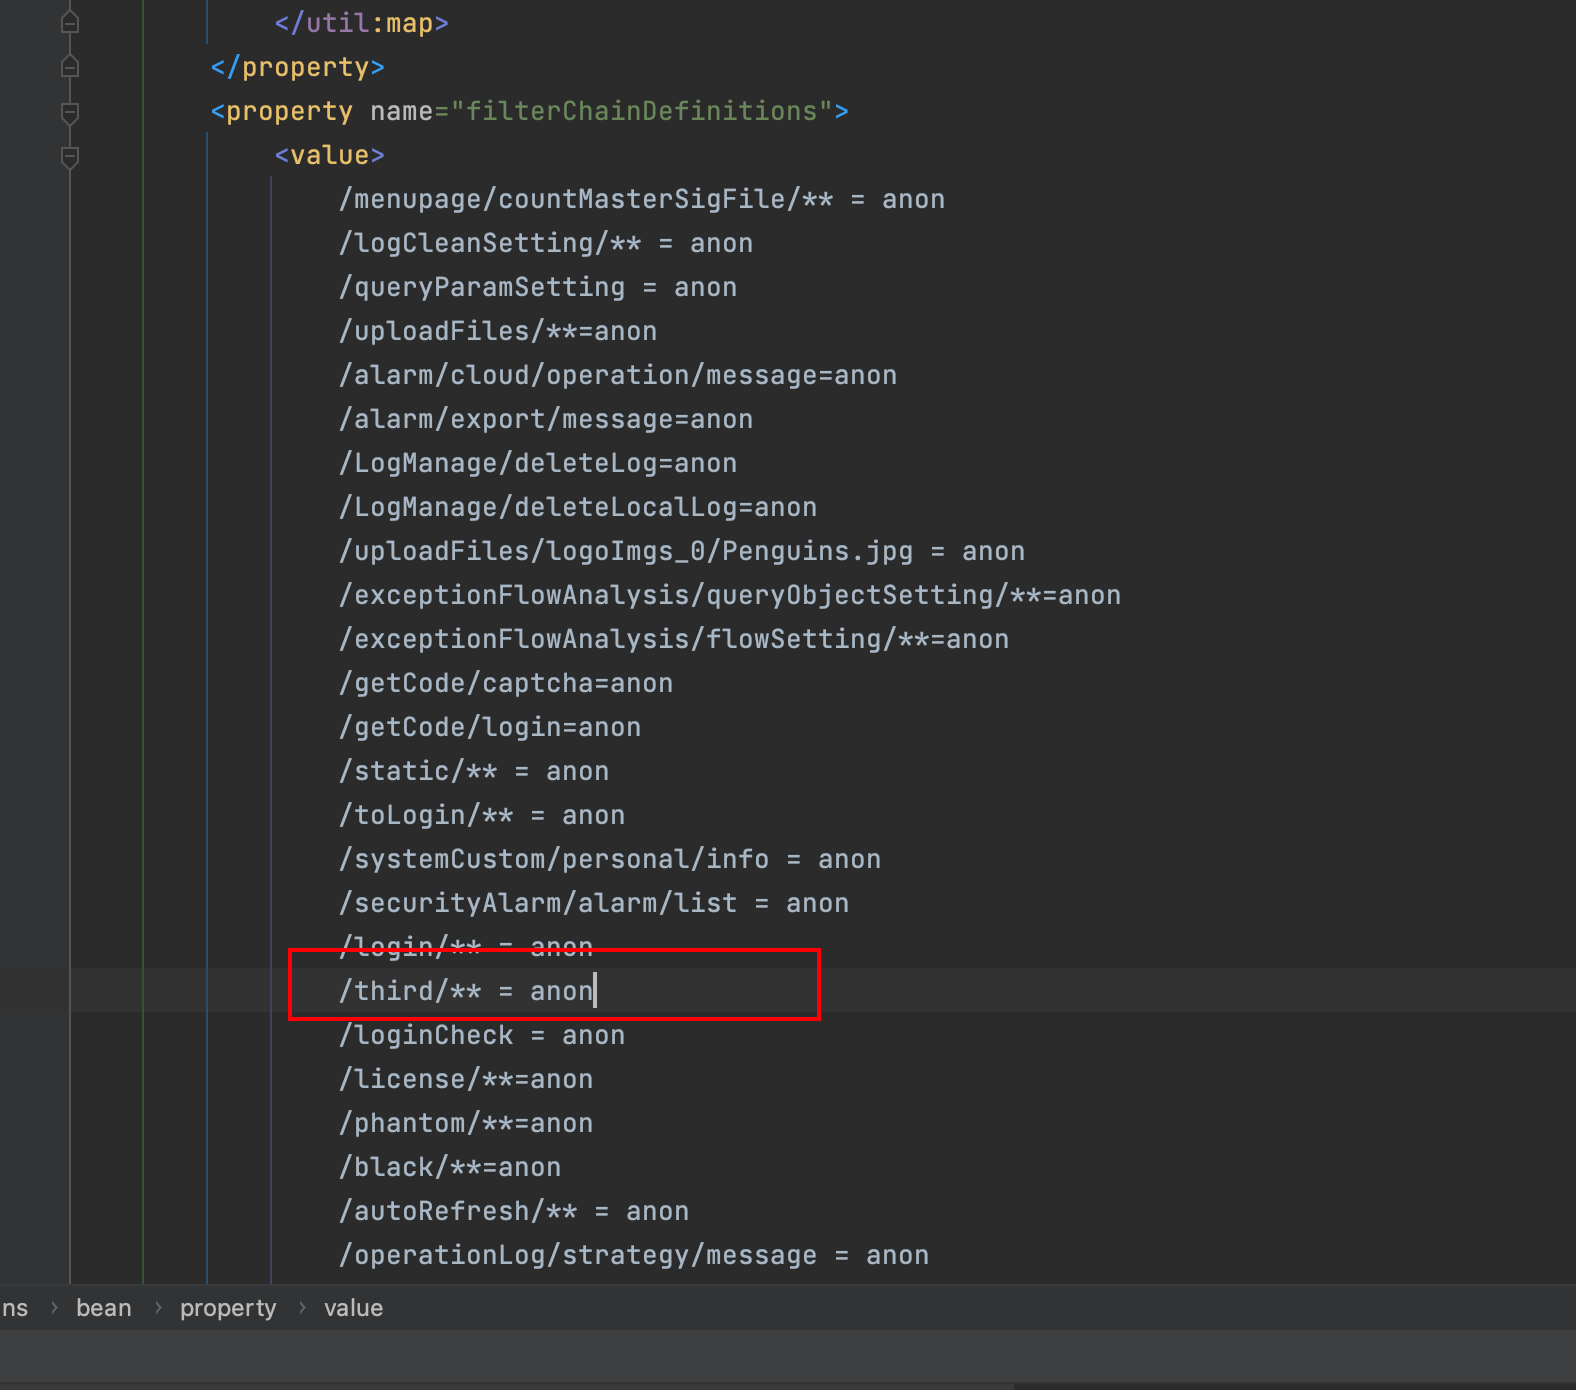 </util:map>
</property>
<property name="filterChainDefinitions">
<value>
/menupage/countMasterSigFile/** = anon
/logCleanSetting/** = anon
/queryParamSetting = anon
/uploadFiles/**=anon
/alarm/cloud/operation/message=anon
/alarm/export/message=anon
/LogManage/deleteLog=anon
/LogManage/deleteLocalLog=anon
/uploadFiles/logoImgs_0/Penguins.jpg = anon
/exceptionFlowAnalysis/queryObjectSetting/**=anon
/exceptionFlowAnalysis/flowSetting/**=anon
/getCode/captcha=anon
/getCode/login=anon
/static/** = anon
/toLogin/** = anon
/systemCustom/personal/info = anon
/securityAlarm/alarm/list = anon
/login/** = anon
/third/** = anon
/loginCheck = anon
/license/**=anon
/phantom/**=anon
/black/**=anon
/autoRefresh/** = anon
/operationLog/strategy/message = anon
ns › bean › property › value